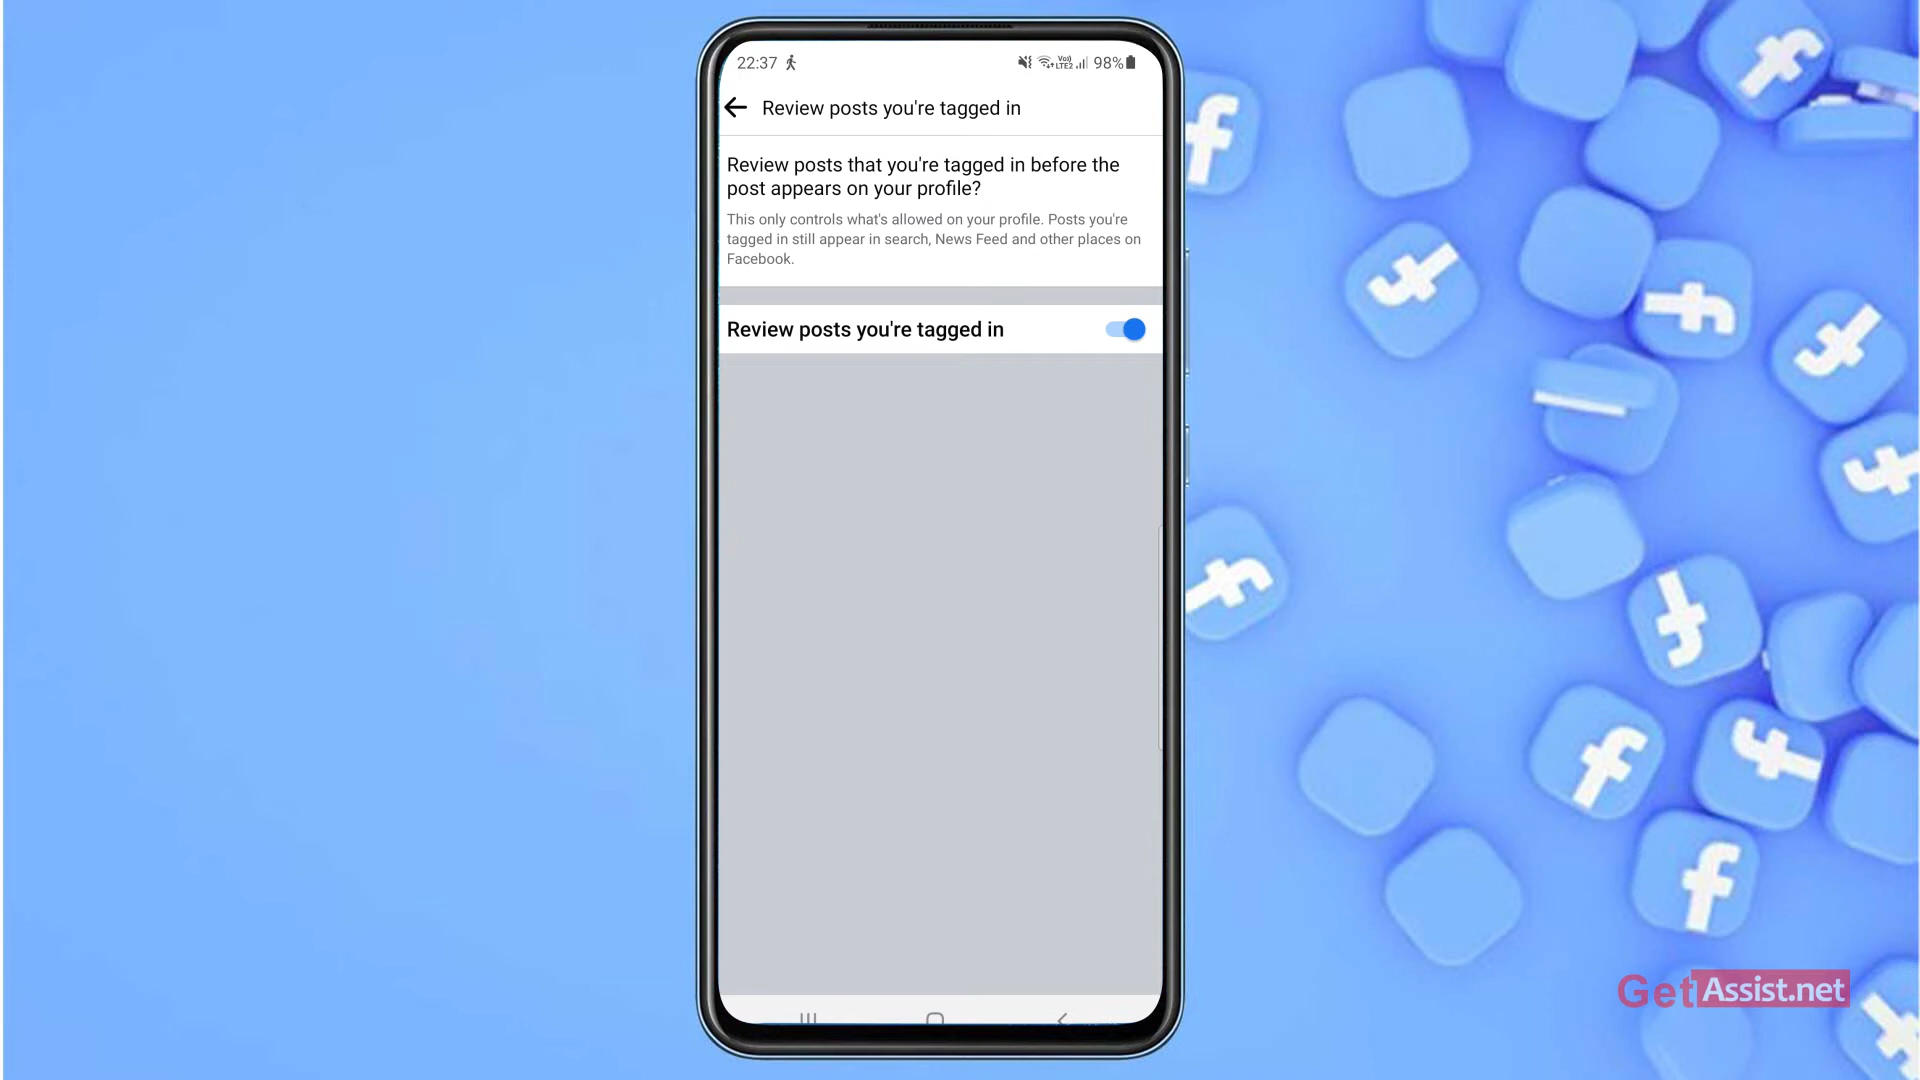 22:37 Vo) LTE2 98%
Review posts you're tagged in
Review posts that you're tagged in before the
post appears on your profile?
This only controls what's allowed on your profile. Posts you're
tagged in still appear in search, News Feed and other places on
Facebook.
Review posts you're tagged in
GetAssist.net